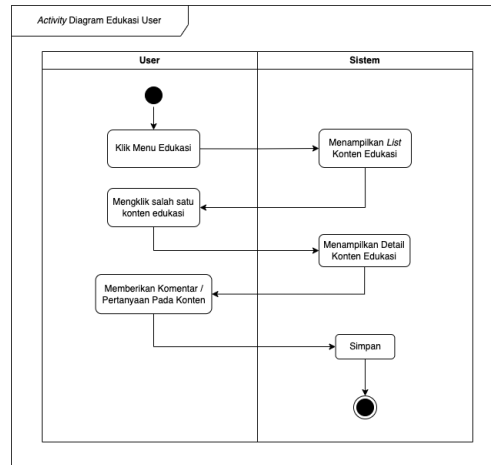 Activity Diagram Edukasi User
User
Sistem
Klik Menu Edukasi
Menampilkan List
Konten Edukasi
Mengklik salah satu
konten edukasi
Menampilkan Detail
Konten Edukasi
Memberikan Komentar /
Pertanyaan Pada Konten
Simpan